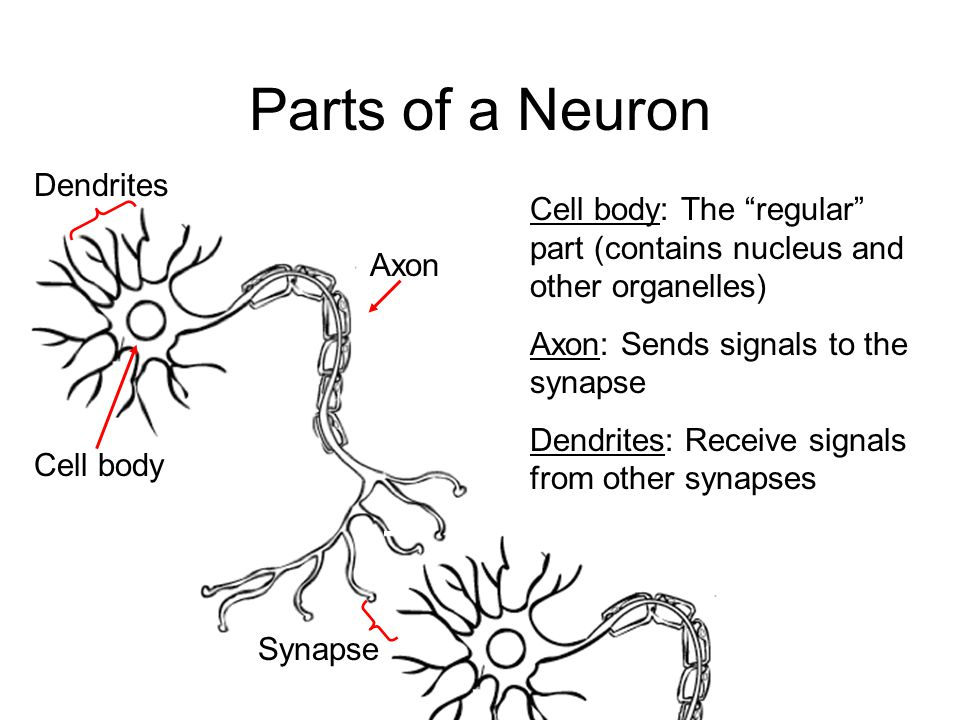 Parts of a Neuron
Dendrites
Axon
Cell body
Synapse
Cell body: The “regular”
part (contains nucleus and
other organelles)
Axon: Sends signals to the
synapse
Dendrites: Receive signals
from other synapses